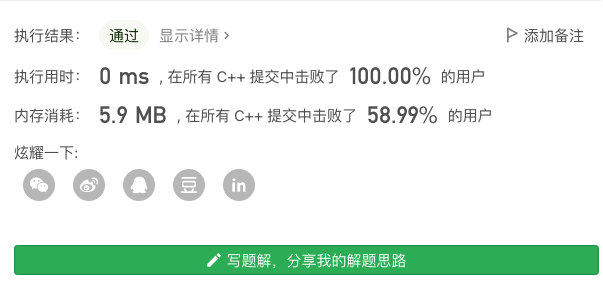 执行结果： 通过 显示详情 > 添加备注
执行用时： 0 ms , 在所有 C++ 提交中击败了 100.00% 的用户
内存消耗： 5.9 MB , 在所有 C++ 提交中击败了 58.99% 的用户
炫耀一下:
豆 in
写题解，分享我的解题思路